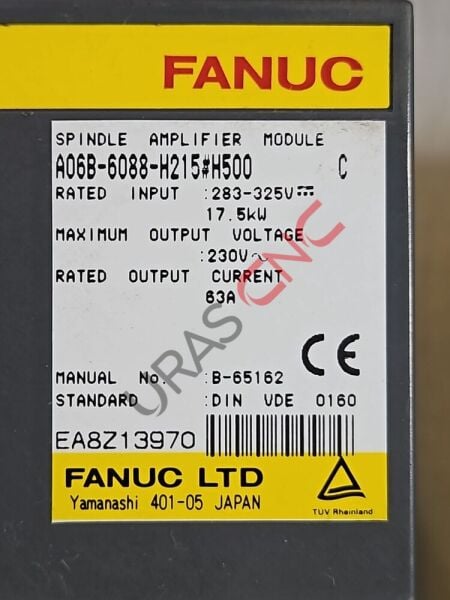 FANUC
SPINDLE AMPLIFIER MODULE
A06B-6088-H215#H500 C
RATED INPUT :283-325V⎓
17.5kW
MAXIMUM OUTPUT VOLTAGE
:230V~
RATED OUTPUT CURRENT
63A
CE
MANUAL No. :B-65162
STANDARD :DIN VDE 0160
EA8Z13970
FANUC LTD
Yamanashi 401-05 JAPAN
TUV Rheinland
URAS CNC